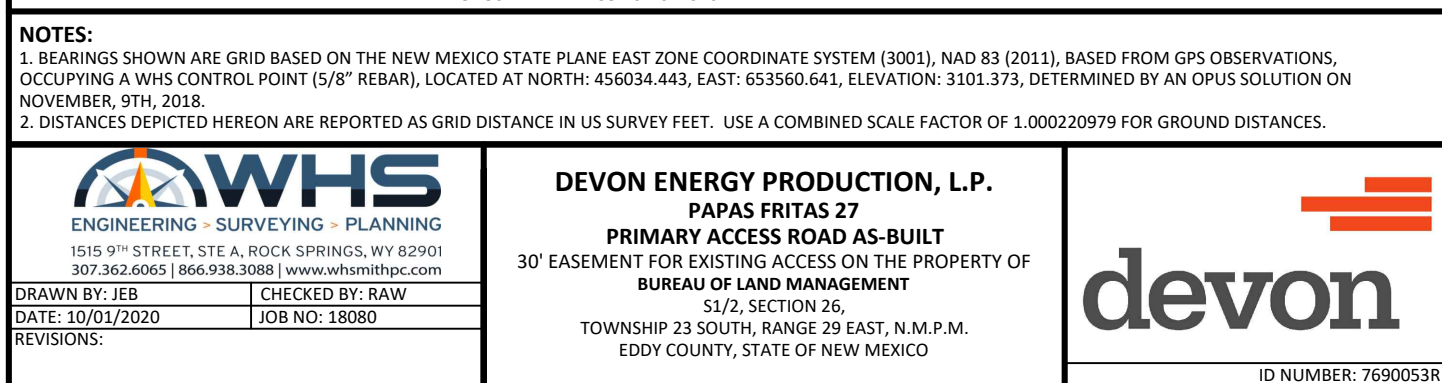 NOTES:
1. BEARINGS SHOWN ARE GRID BASED ON THE NEW MEXICO STATE PLANE EAST ZONE COORDINATE SYSTEM (3001), NAD 83 (2011), BASED FROM GPS OBSERVATIONS,
OCCUPYING A WHS CONTROL POINT (5/8" REBAR), LOCATED AT NORTH: 456034.443, EAST: 653560.641, ELEVATION: 3101.373, DETERMINED BY AN OPUS SOLUTION ON
NOVEMBER, 9TH, 2018.
2. DISTANCES DEPICTED HEREON ARE REPORTED AS GRID DISTANCE IN US SURVEY FEET. USE A COMBINED SCALE FACTOR OF 1.000220979 FOR GROUND DISTANCES.
WHS
ENGINEERING > SURVEYING > PLANNING
1515 9TH STREET, STE A, ROCK SPRINGS, WY 82901
307.362.6065 | 866.938.3088 | www.whsmithpc.com
DRAWN BY: JEB
CHECKED BY: RAW
DATE: 10/01/2020
JOB NO: 18080
REVISIONS:
DEVON ENERGY PRODUCTION, L.P.
PAPAS FRITAS 27
PRIMARY ACCESS ROAD AS-BUILT
30' EASEMENT FOR EXISTING ACCESS ON THE PROPERTY OF
BUREAU OF LAND MANAGEMENT
S1/2, SECTION 26,
TOWNSHIP 23 SOUTH, RANGE 29 EAST, N.M.P.M.
EDDY COUNTY, STATE OF NEW MEXICO
devon
ID NUMBER: 7690053R